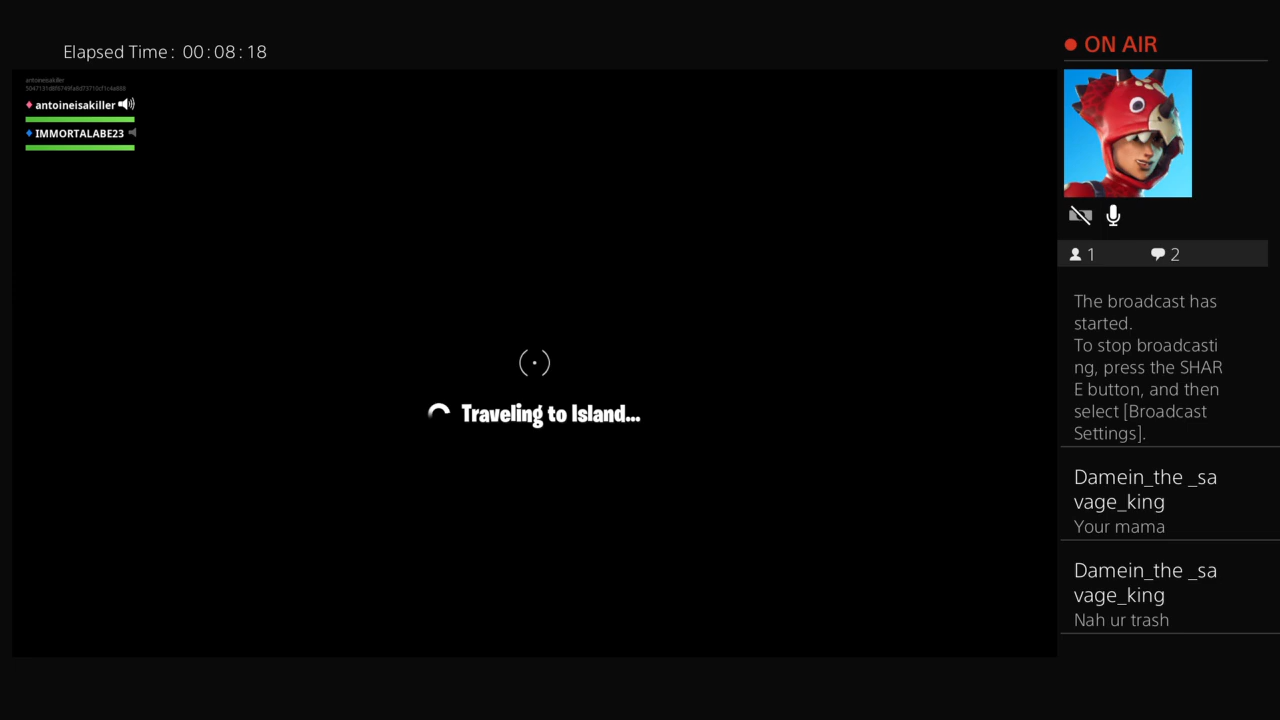 Elapsed Time: 00:08:18
ON AIR
antoineisakiller
antoineisakiller
IMMORTALABE23
1
2
The broadcast has
started.
To stop broadcasti
ng, press the SHAR
E button, and then
select [Broadcast
Settings].
Traveling to Island...
Damein_the _sa
vage_king
Your mama
Damein_the _sa
vage_king
Nah ur trash